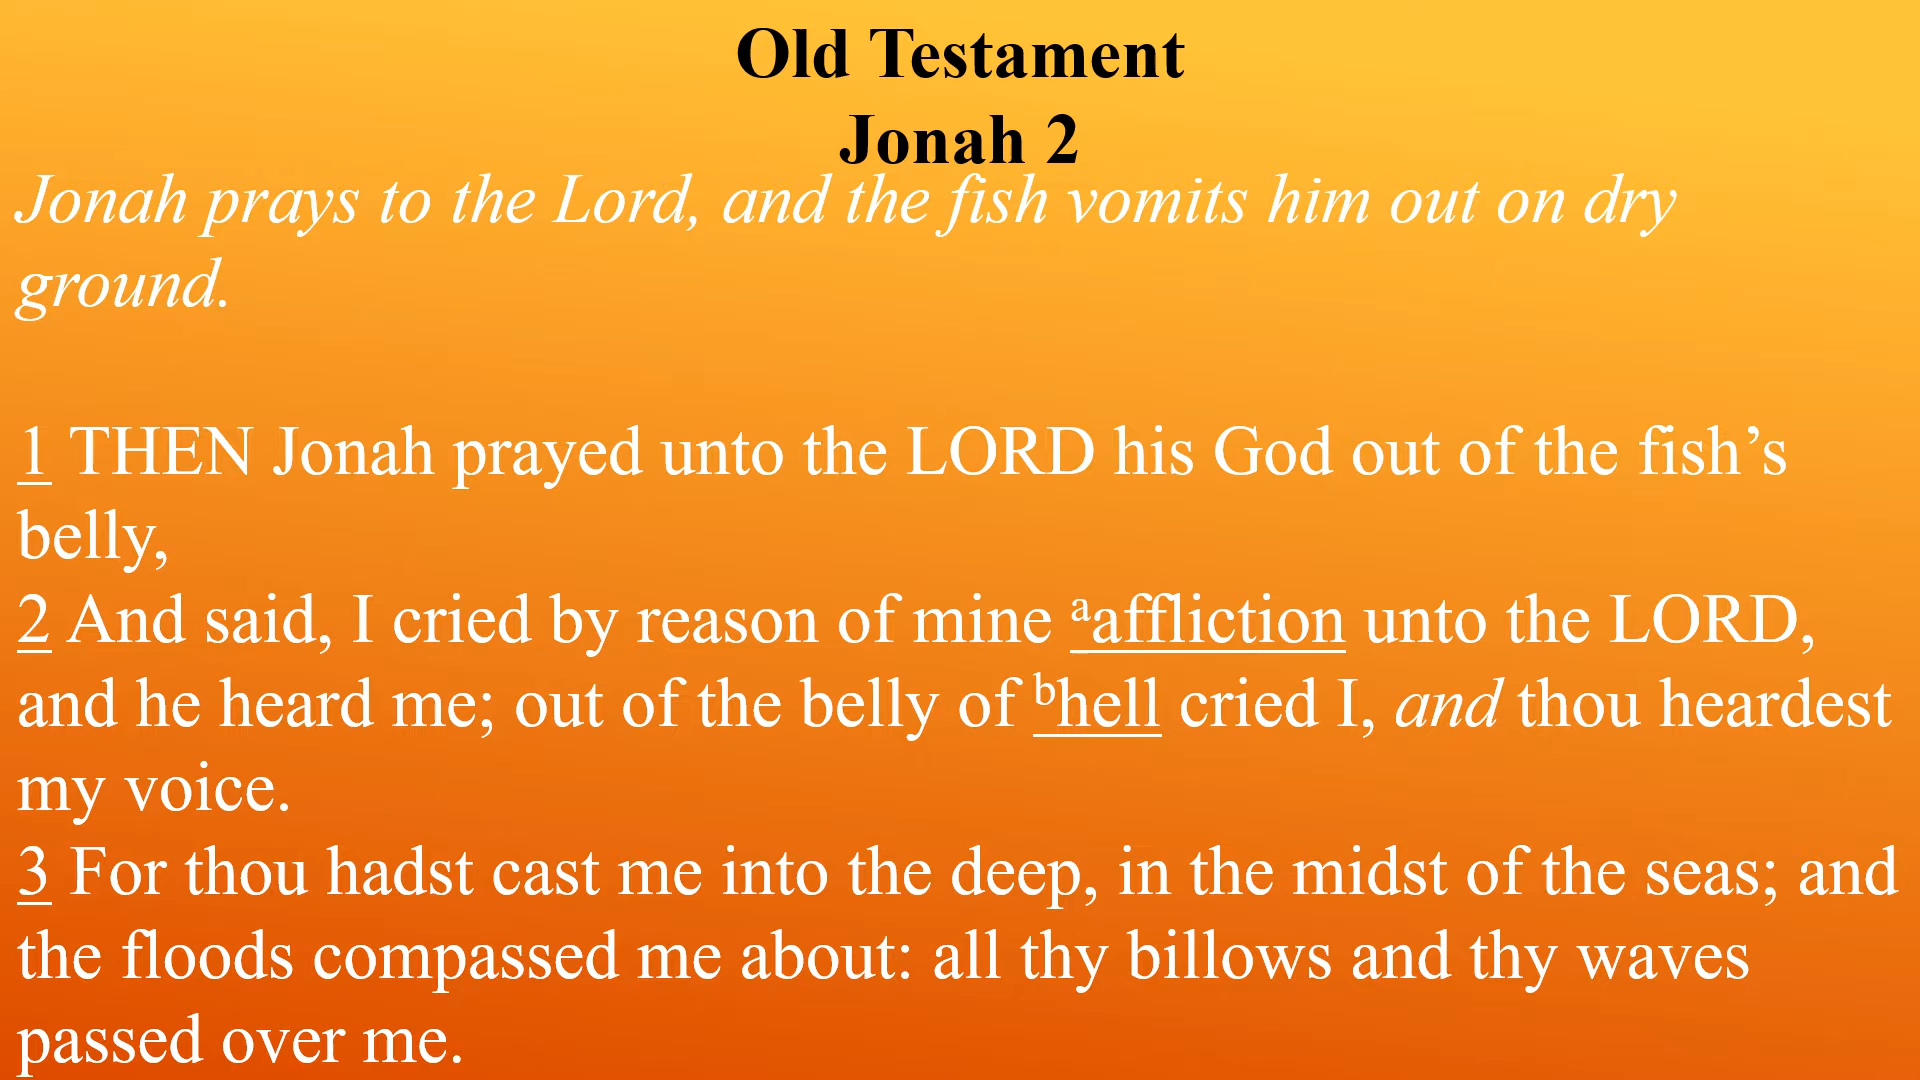 Old Testament
Jonah 2
Jonah prays to the Lord, and the fish vomits him out on dry
ground.
1 THEN Jonah prayed unto the LORD his God out of the fish’s
belly,
2 And said, I cried by reason of mine aaffliction unto the LORD,
and he heard me; out of the belly of bhell cried I, and thou heardest
my voice.
3 For thou hadst cast me into the deep, in the midst of the seas; and
the floods compassed me about: all thy billows and thy waves
passed over me.